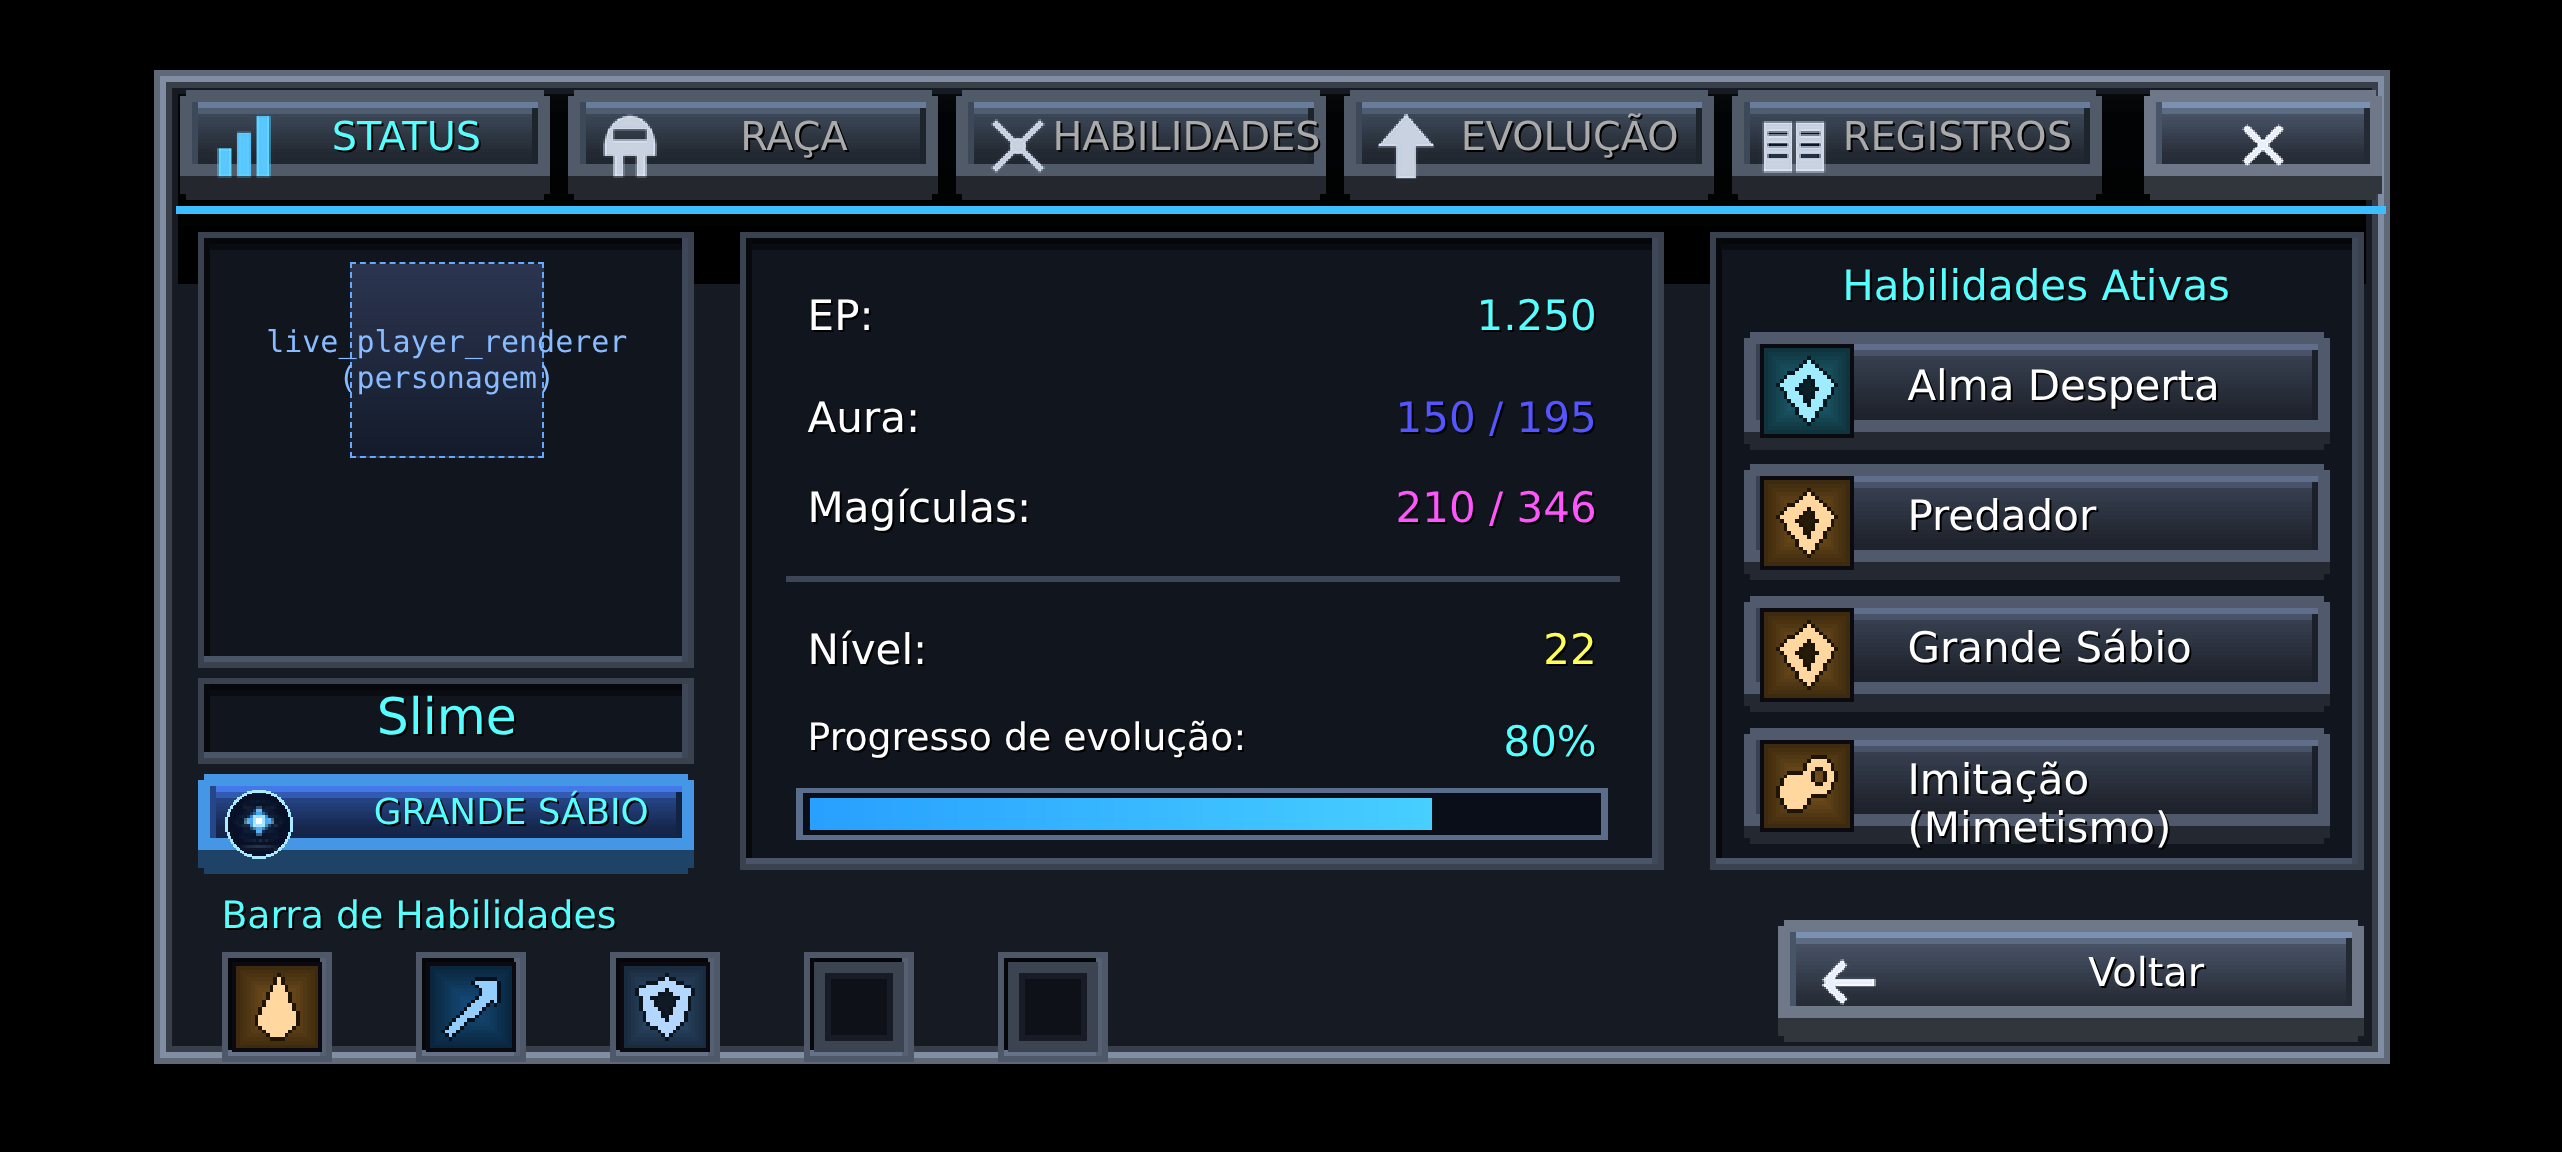 STATUS
RAÇA
HABILIDADES
EVOLUÇÃO
REGISTROS
live_player_renderer
(personagem)
Slime
GRANDE SÁBIO
EP: 1.250
Aura: 150 / 195
Magículas: 210 / 346
Nível: 22
Progresso de evolução: 80%
Habilidades Ativas
Alma Desperta
Predador
Grande Sábio
Imitação
(Mimetismo)
Barra de Habilidades
Voltar